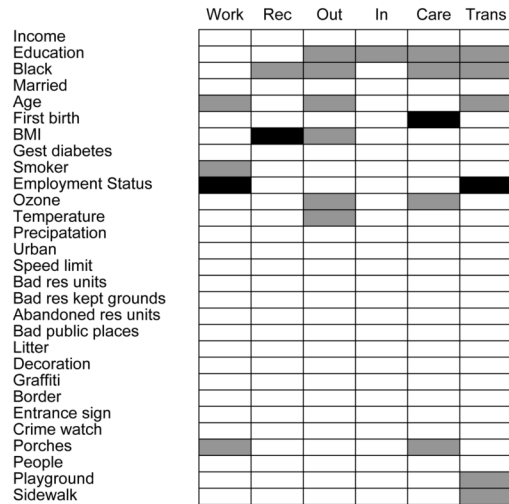 Work Rec Out In Care Trans
Income
Education
Black
Married
Age
First birth
BMI
Gest diabetes
Smoker
Employment Status
Ozone
Temperature
Precipatation
Urban
Speed limit
Bad res units
Bad res kept grounds
Abandoned res units
Bad public places
Litter
Decoration
Graffiti
Border
Entrance sign
Crime watch
Porches
People
Playground
Sidewalk